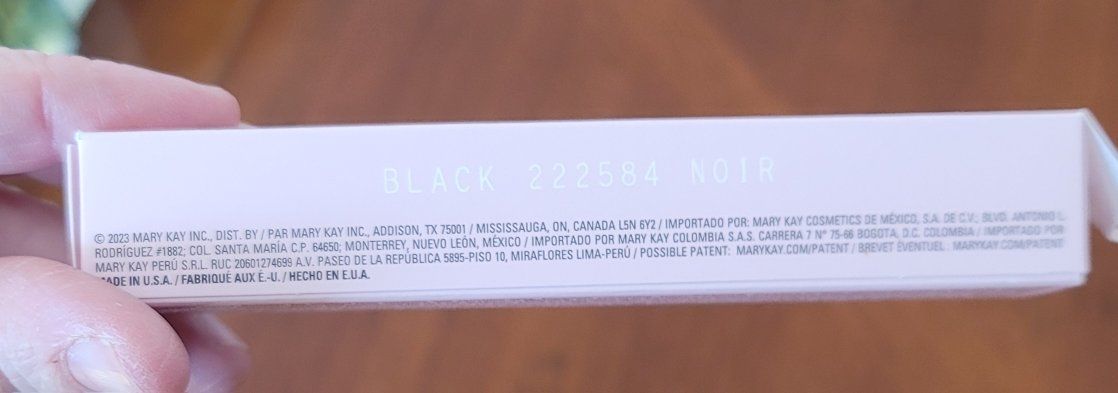 BLACK 222584 NOIR
© 2023 MARY KAY INC., DIST. BY / PAR MARY KAY INC., ADDISON, TX 75001 / MISSISSAUGA, ON, CANADA L5N 6Y2 / IMPORTADO POR: MARY KAY COSMETICS DE MÉXICO, S.A. DE C.V.; BLVD. ANTONIO L.
RODRÍGUEZ #1882; COL. SANTA MARÍA C.P. 64650; MONTERREY, NUEVO LEÓN, MÉXICO / IMPORTADO POR MARY KAY COLOMBIA S.A.S. CARRERA 7 N° 75-66 BOGOTA, D.C. COLOMBIA / IMPORTADO POR
MARY KAY PERÚ S.R.L. RUC 20601274699 A.V. PASEO DE LA REPÚBLICA 5895-PISO 10, MIRAFLORES LIMA-PERÚ / POSSIBLE PATENT: MARYKAY.COM/PATENT / BREVET ÉVENTUEL : MARYKAY.COM/PATENT
MADE IN U.S.A. / FABRIQUÉ AUX É.-U. / HECHO EN E.U.A.